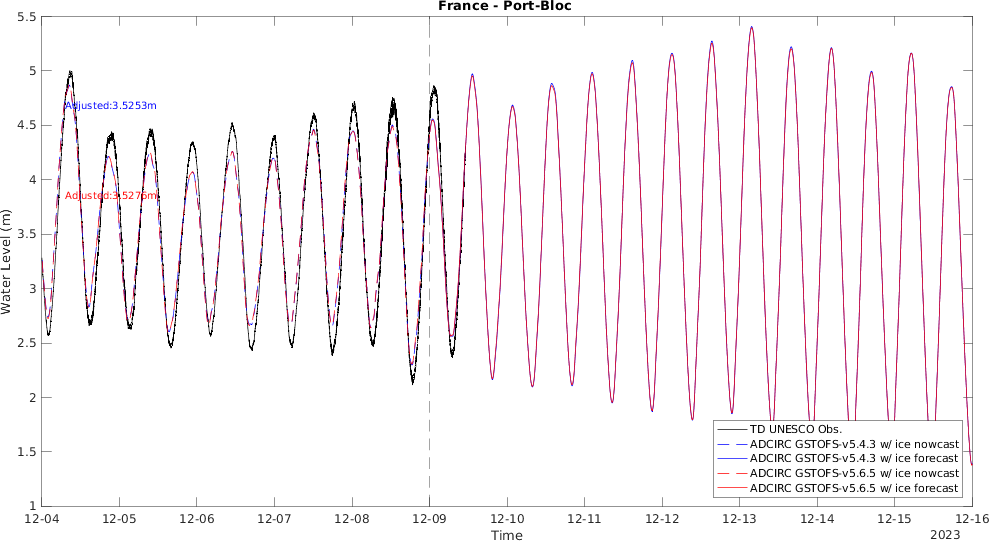 France - Port-Bloc
5.5
5
4.5
4
3.5
3
2.5
2
1.5
1
Water Level (m)
Adjusted:3.5253m
Adjusted:3.5276m
TD UNESCO Obs.
ADCIRC GSTOFS-v5.4.3 w/ ice nowcast
ADCIRC GSTOFS-v5.4.3 w/ ice forecast
ADCIRC GSTOFS-v5.6.5 w/ ice nowcast
ADCIRC GSTOFS-v5.6.5 w/ ice forecast
12-04 12-05 12-06 12-07 12-08 12-09 12-10 12-11 12-12 12-13 12-14 12-15 12-16
Time
2023